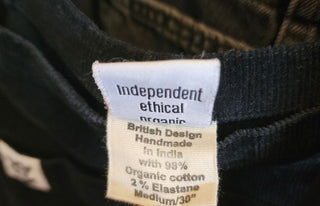 Independent
ethical
organic
British Design
Handmade
In India
with 98%
Organic cotton
2% Elastane
Medium/30"